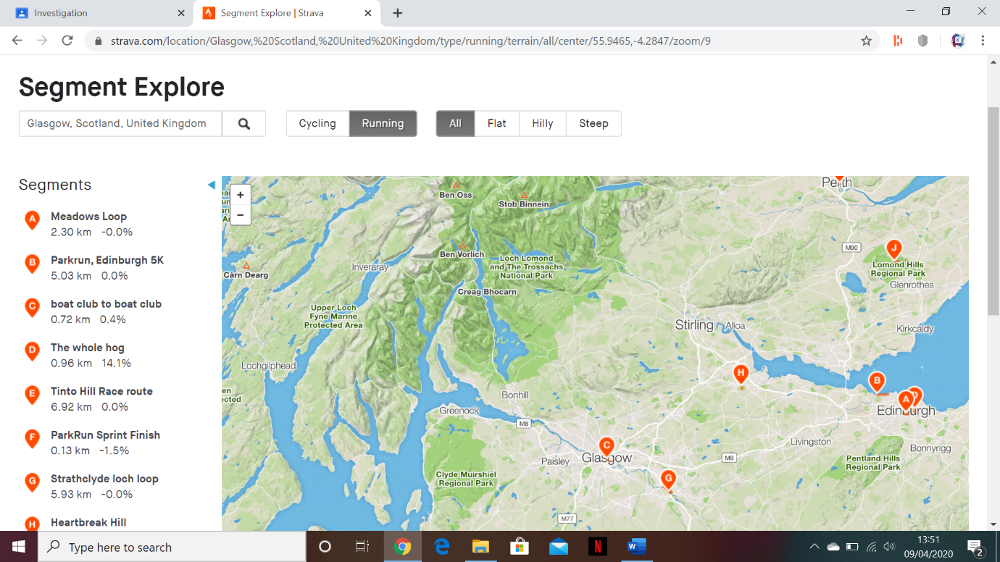 Investigation
Segment Explore | Strava
strava.com/location/Glasgow,%20Scotland,%20United%20Kingdom/type/running/terrain/all/center/55.9465,-4.2847/zoom/9
Segment Explore
Glasgow, Scotland, United Kingdom
Cycling Running
All Flat Hilly Steep
Segments
A Meadows Loop
2.30 km -0.0%
B Parkrun, Edinburgh 5K
5.03 km 0.0%
C boat club to boat club
0.72 km 0.4%
D The whole hog
0.96 km 14.1%
E Tinto Hill Race route
6.92 km 0.0%
F ParkRun Sprint Finish
0.13 km -1.5%
G Strathclyde loch loop
5.93 km -0.0%
H Heartbreak Hill
+
−
Perth
Ben Oss
Stob Binnein
M90
J
Ben Vorlich
Loch Lomond
and The Trossachs
National Park
Inveraray
Càrn Dearg
Lomond Hills
Regional Park
Glenrothes
Creag Bhocarn
Upper Loch
Fyne Marine
Protected Area
Stirling
Alloa
Kirkcaldy
Lochgilphead
H
B
A
D
Edinburgh
Bonhill
Greenock
M8
C
Glasgow
Paisley
M8
Livingston
Bonnyrigg
Pentland Hills
Regional Park
Clyde Muirshiel
Regional Park
G
M77
Type here to search
13:51
09/04/2020
2